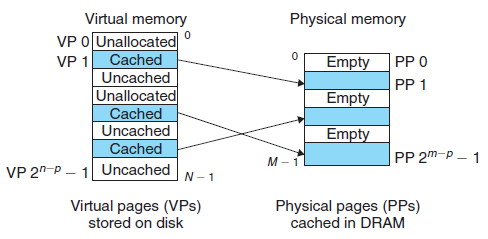 Virtual memory
Physical memory
VP 0 Unallocated 0
VP 1 Cached
Uncached
Unallocated
Cached
Uncached
Cached
VP 2^{n–p} – 1 Uncached N – 1
0 Empty PP 0
PP 1
Empty
Empty
M – 1 PP 2^{m–p} – 1
Virtual pages (VPs)
stored on disk
Physical pages (PPs)
cached in DRAM